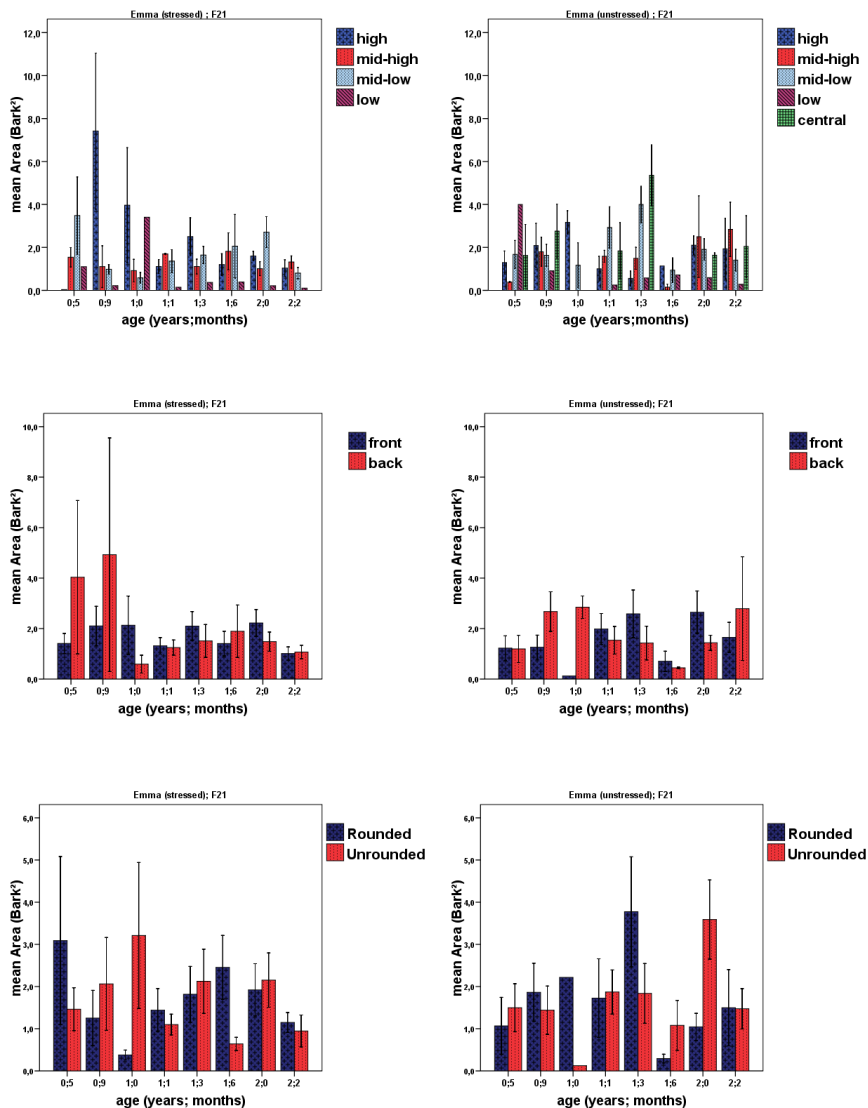 Emma (stressed) ; F21
12,0
10,0
8,0
6,0
4,0
2,0
0,0
mean Area (Bark²)
0;5 0;9 1;0 1;1 1;3 1;6 2;0 2;2
age (years;months)
high
mid-high
mid-low
low
Emma (unstressed) ; F21
12,0
10,0
8,0
6,0
4,0
2,0
0,0
mean Area (Bark²)
0;5 0;9 1;0 1;1 1;3 1;6 2;0 2;2
age (years;months)
high
mid-high
mid-low
low
central
Emma (stressed); F21
10,0
8,0
6,0
4,0
2,0
0,0
mean Area (Bark²)
0;5 0;9 1;0 1;1 1;3 1;6 2;0 2;2
age (years; months)
front
back
Emma (unstressed); F21
10,0
8,0
6,0
4,0
2,0
0,0
mean Area (Bark²)
0;5 0;9 1;0 1;1 1;3 1;6 2;0 2;2
age (years; months)
front
back
Emma (stressed); F21
6,0
5,0
4,0
3,0
2,0
1,0
0,0
mean Area (Bark²)
0;5 0;9 1;0 1;1 1;3 1;6 2;0 2;2
age (years; months)
Rounded
Unrounded
Emma (unstressed); F21
6,0
5,0
4,0
3,0
2,0
1,0
0,0
mean Area (Bark²)
0;5 0;9 1;0 1;1 1;3 1;6 2;0 2;2
age (years; months)
Rounded
Unrounded